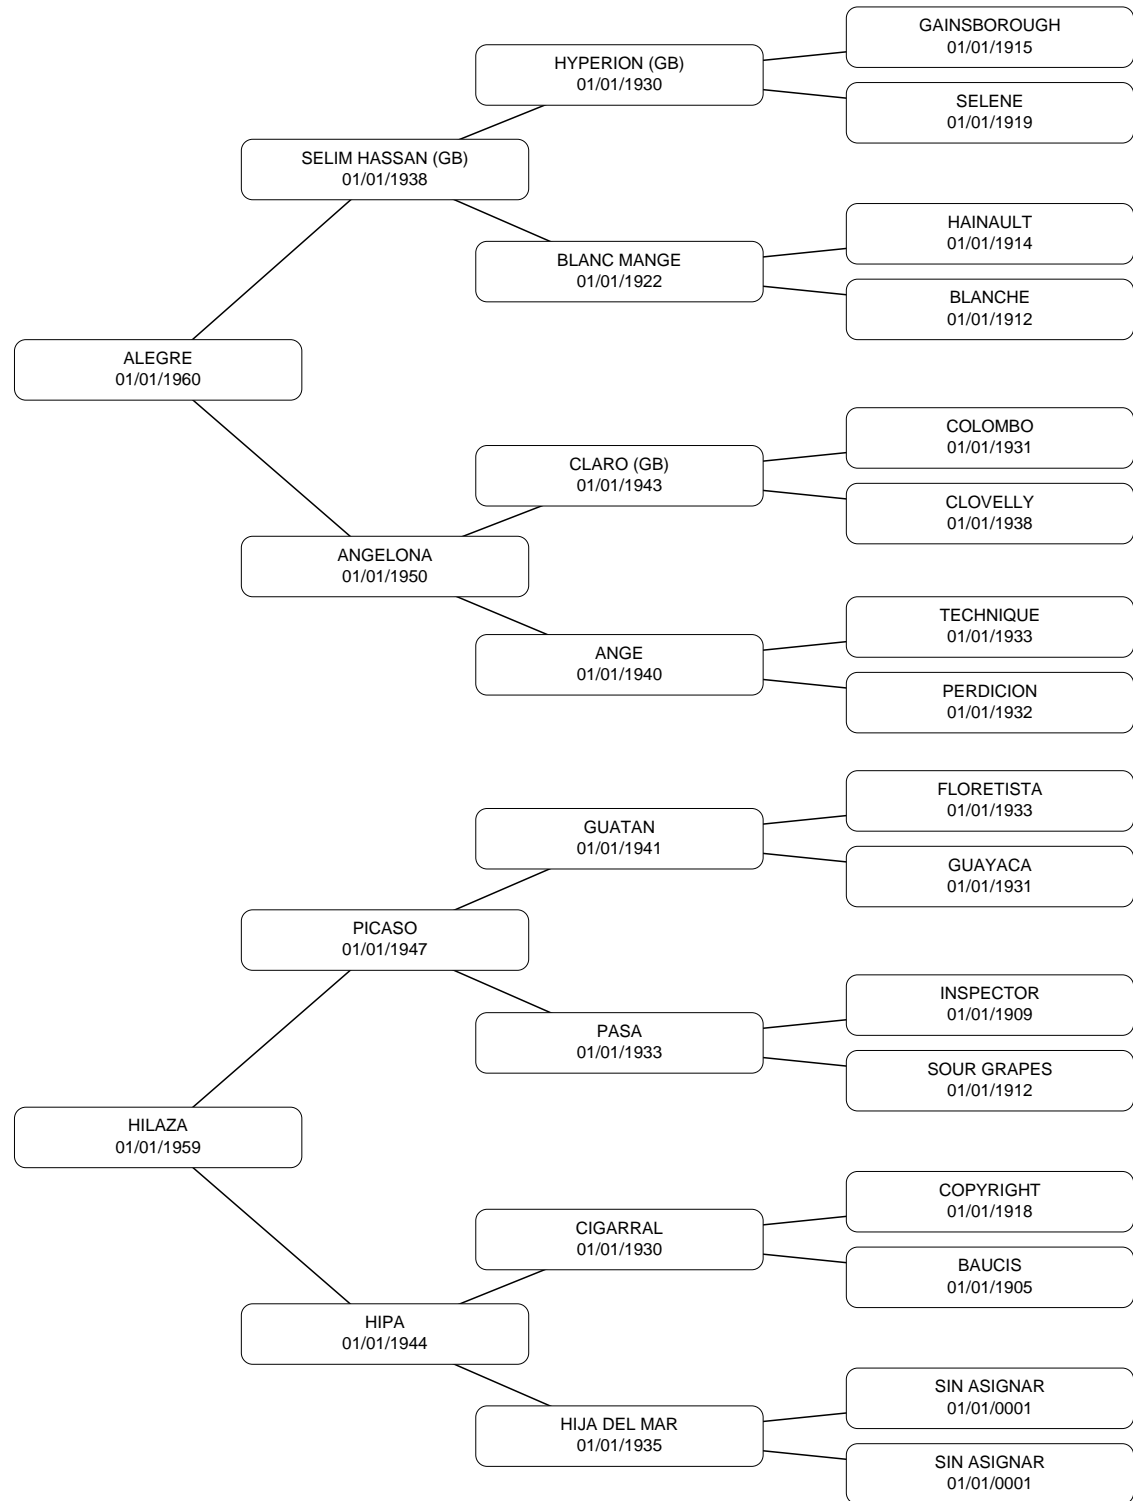 GAINSBOROUGH
01/01/1915
HYPERION (GB)
01/01/1930
SELENE
01/01/1919
SELIM HASSAN (GB)
01/01/1938
HAINAULT
01/01/1914
BLANC MANGE
01/01/1922
BLANCHE
01/01/1912
ALEGRE
01/01/1960
COLOMBO
01/01/1931
CLARO (GB)
01/01/1943
CLOVELLY
01/01/1938
ANGELONA
01/01/1950
TECHNIQUE
01/01/1933
ANGE
01/01/1940
PERDICION
01/01/1932
FLORETISTA
01/01/1933
GUATAN
01/01/1941
GUAYACA
01/01/1931
PICASO
01/01/1947
INSPECTOR
01/01/1909
PASA
01/01/1933
SOUR GRAPES
01/01/1912
HILAZA
01/01/1959
COPYRIGHT
01/01/1918
CIGARRAL
01/01/1930
BAUCIS
01/01/1905
HIPA
01/01/1944
SIN ASIGNAR
01/01/0001
HIJA DEL MAR
01/01/1935
SIN ASIGNAR
01/01/0001